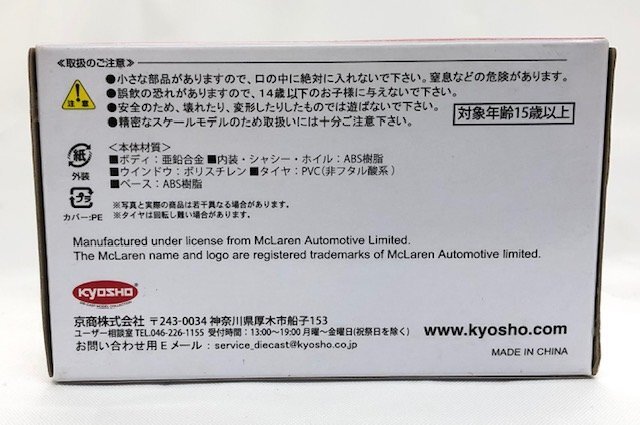 ≪取扱のご注意≫
●小さな部品がありますので、口の中に絶対に入れないで下さい。窒息などの危険があります。
●誤飲の恐れがありますので、14歳以下のお子様に与えないで下さい。
●安全のため、壊れたり、変形したりしたものでは遊ばないで下さい。
●精密なスケールモデルのため取扱いには十分ご注意下さい。
注意
対象年齢15歳以上
紙
外装
プラ
カバー:PE
＜本体材質＞
■ボディ：亜鉛合金 ■内装・シャシー・ホイル：ABS樹脂
■ウインドウ：ポリスチレン ■タイヤ：PVC(非フタル酸系)
■ベース：ABS樹脂
※写真と実際の商品は若干異なる場合があります。
※タイヤは回転し難い場合があります。
Manufactured under license from McLaren Automotive Limited.
The McLaren name and logo are registered trademarks of McLaren Automotive limited.
KYOSHO
DIE-CAST MODEL COLLECTION
京商株式会社 〒243-0034 神奈川県厚木市船子153
ユーザー相談室 TEL.046-226-1155 受付時間：13:00〜19:00 月曜〜金曜日(祝祭日を除く)
お問い合わせ用Eメール：service_diecast@kyosho.co.jp
www.kyosho.com
MADE IN CHINA